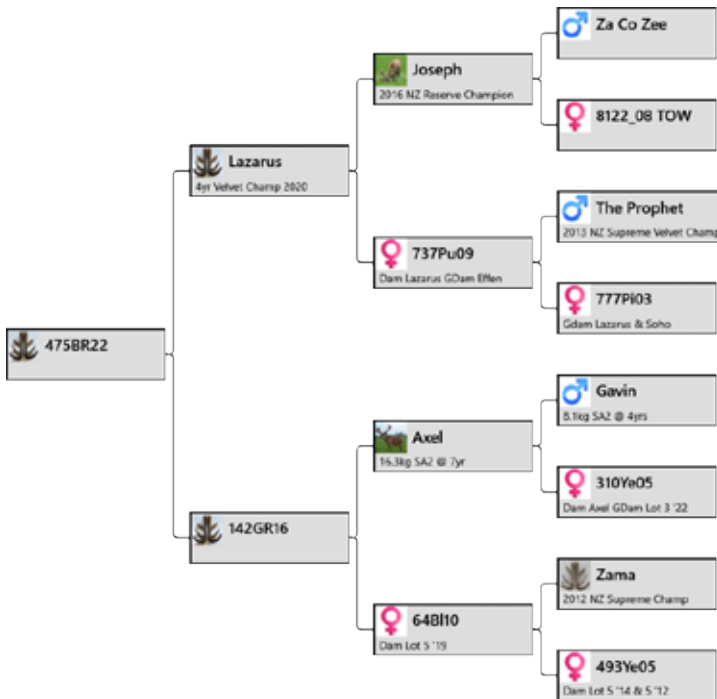 Za Co Zee
Joseph
2016 NZ Reserve Champion
8122_08 TOW
Lazarus
4yr Velvet Champ 2020
The Prophet
2013 NZ Supreme Velvet Champ
737Pu09
Dam Lazarus GDam Effen
777Pi03
Gdam Lazarus & Soho
475BR22
Gavin
8.1kg SA2 @ 4yrs
Axel
16.3kg SA2 @ 7yr
310Ye05
Dam Axel GDam Lot 3 '22
142GR16
Zama
2012 NZ Supreme Champ
64Bl10
Dam Lot 5 '19
493Ye05
Dam Lot 5 '14 & 5 '12